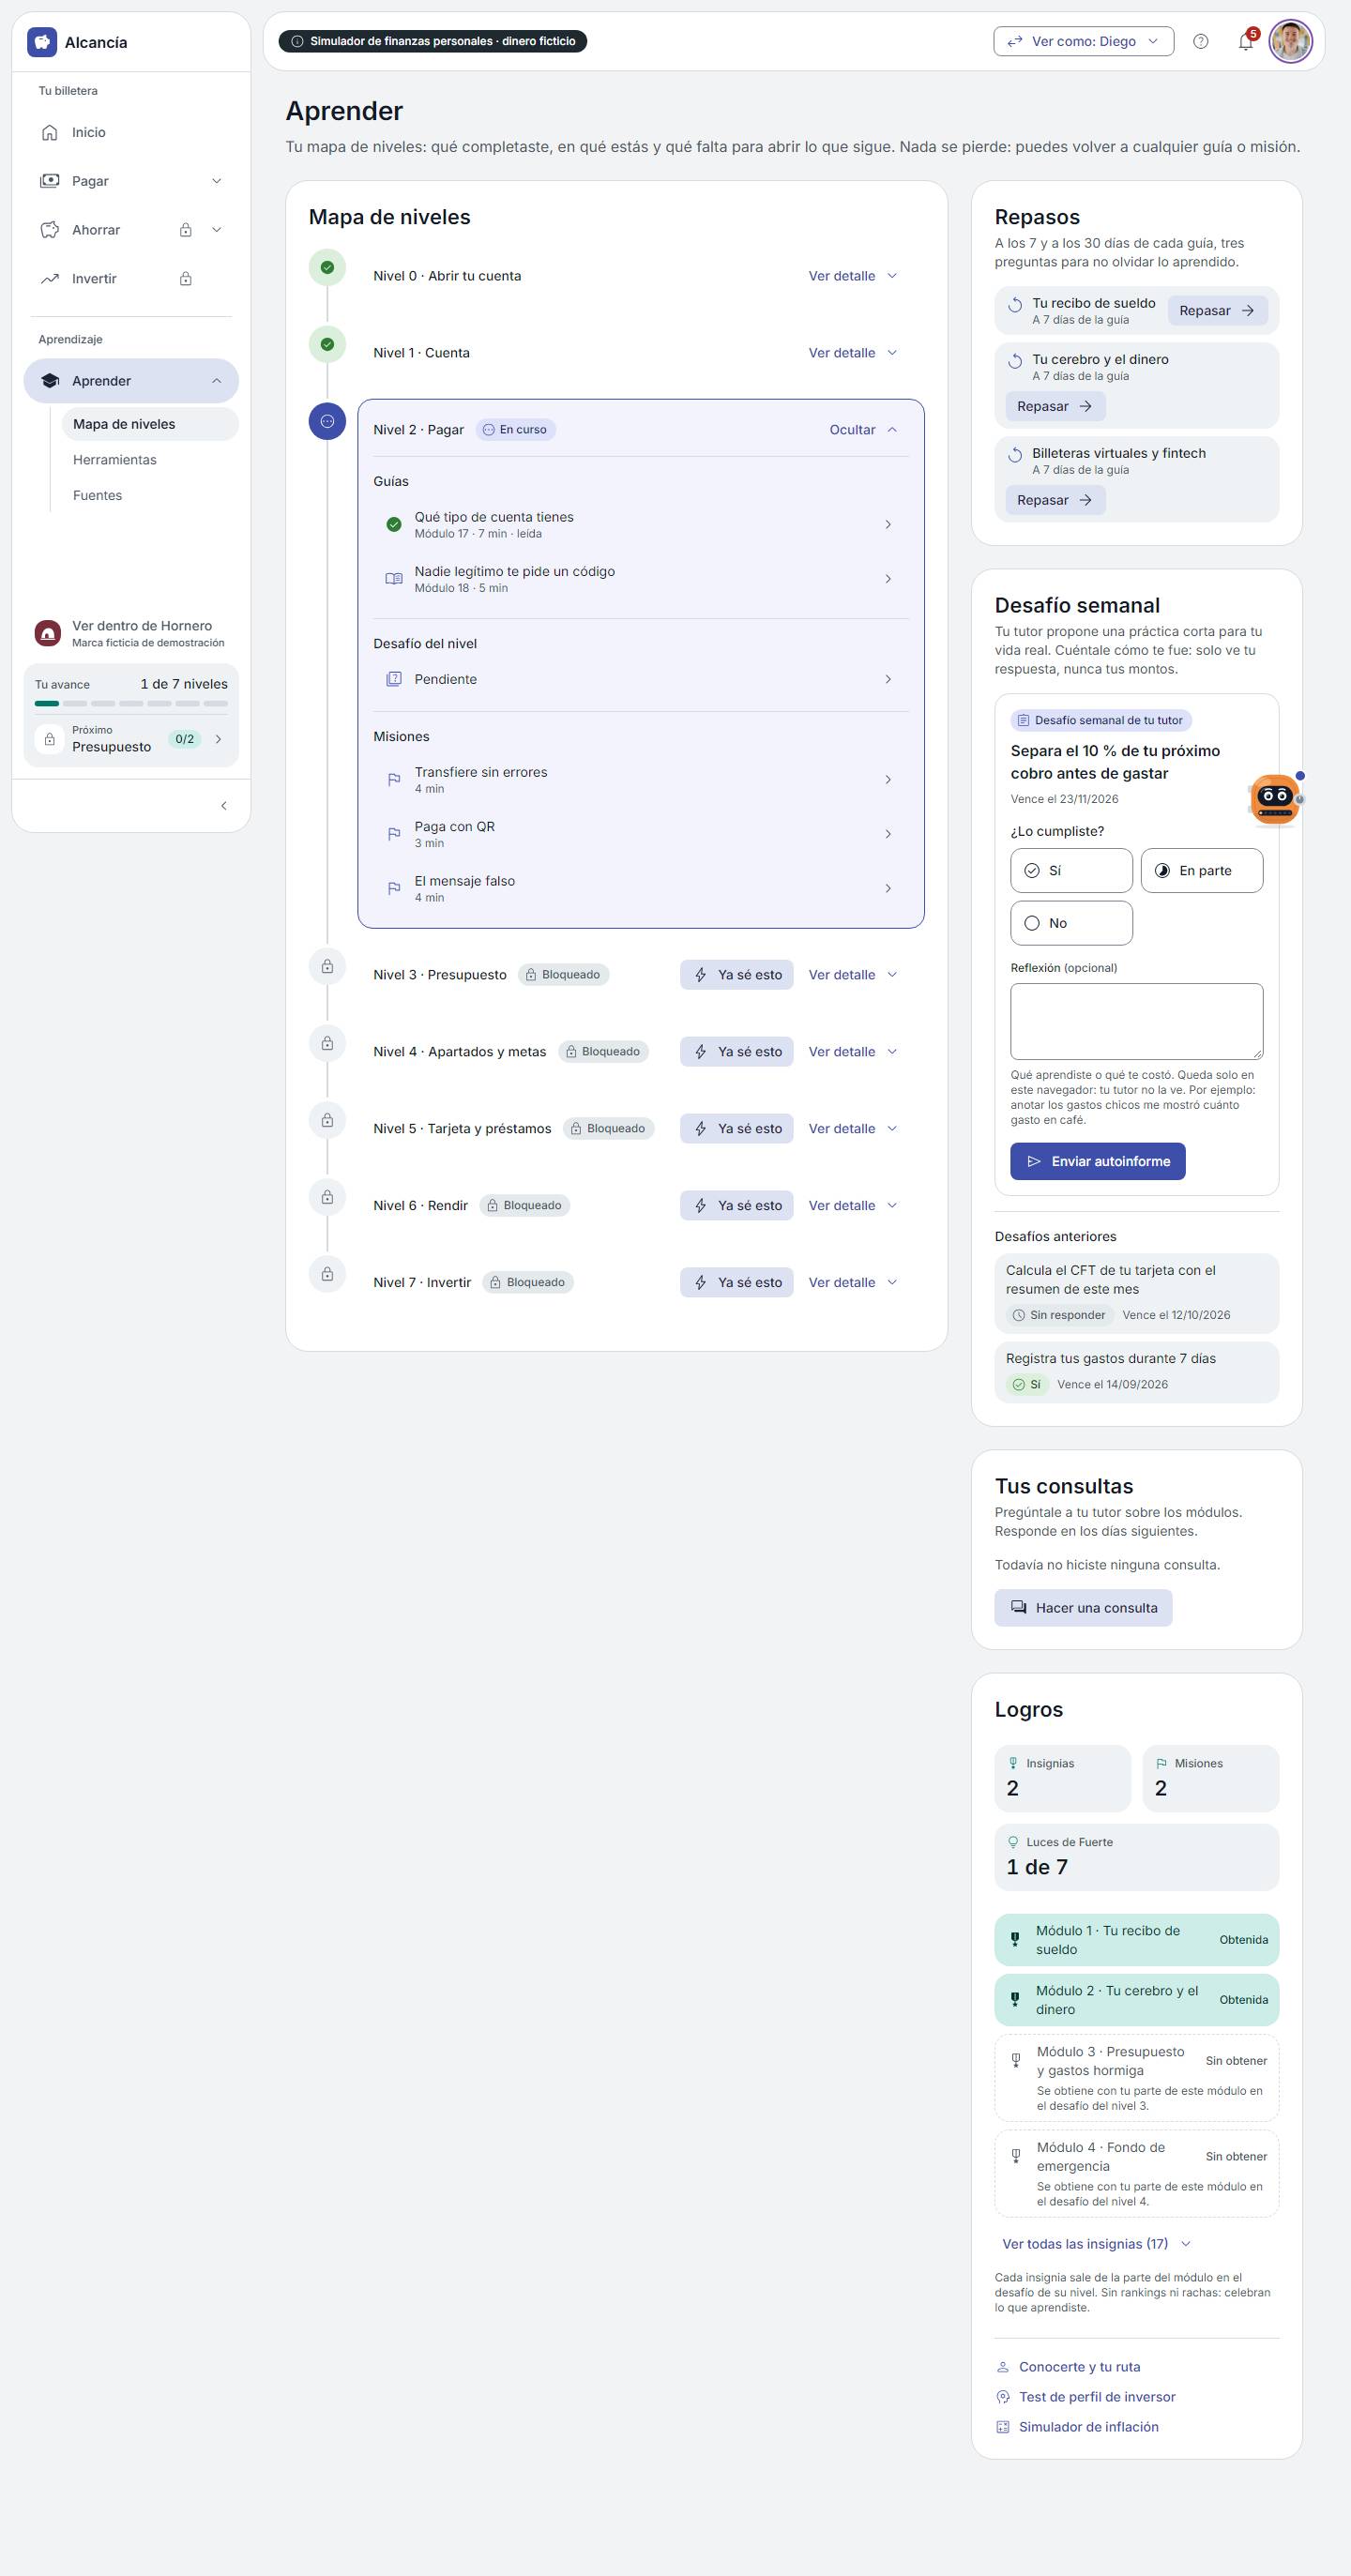 Alcancía
Tu billetera
Inicio
Pagar
Ahorrar
Invertir
Aprendizaje
Aprender
Mapa de niveles
Herramientas
Fuentes
Ver dentro de Hornero
Marca ficticia de demostración
Tu avance
1 de 7 niveles
Próximo
Presupuesto
0/2
Simulador de finanzas personales · dinero ficticio
Ver como: Diego
5
Aprender
Tu mapa de niveles: qué completaste, en qué estás y qué falta para abrir lo que sigue. Nada se pierde: puedes volver a cualquier guía o misión.
Mapa de niveles
Nivel 0 · Abrir tu cuenta
Ver detalle
Nivel 1 · Cuenta
Ver detalle
Nivel 2 · Pagar
En curso
Ocultar
Guías
Qué tipo de cuenta tienes
Módulo 17 · 7 min · leída
Nadie legítimo te pide un código
Módulo 18 · 5 min
Desafío del nivel
Pendiente
Misiones
Transfiere sin errores
4 min
Paga con QR
3 min
El mensaje falso
4 min
Nivel 3 · Presupuesto
Bloqueado
Ya sé esto
Ver detalle
Nivel 4 · Apartados y metas
Bloqueado
Ya sé esto
Ver detalle
Nivel 5 · Tarjeta y préstamos
Bloqueado
Ya sé esto
Ver detalle
Nivel 6 · Rendir
Bloqueado
Ya sé esto
Ver detalle
Nivel 7 · Invertir
Bloqueado
Ya sé esto
Ver detalle
Repasos
A los 7 y a los 30 días de cada guía, tres
preguntas para no olvidar lo aprendido.
Tu recibo de sueldo
A 7 días de la guía
Repasar
Tu cerebro y el dinero
A 7 días de la guía
Repasar
Billeteras virtuales y fintech
A 7 días de la guía
Repasar
Desafío semanal
Tu tutor propone una práctica corta para tu
vida real. Cuéntale cómo te fue: solo ve tu
respuesta, nunca tus montos.
Desafío semanal de tu tutor
Separa el 10 % de tu próximo
cobro antes de gastar
Vence el 23/11/2026
¿Lo cumpliste?
Sí
En parte
No
Reflexión (opcional)
Qué aprendiste o qué te costó. Queda solo en
este navegador: tu tutor no la ve. Por ejemplo:
anotar los gastos chicos me mostró cuánto
gasto en café.
Enviar autoinforme
Desafíos anteriores
Calcula el CFT de tu tarjeta con el
resumen de este mes
Sin responder
Vence el 12/10/2026
Registra tus gastos durante 7 días
Sí
Vence el 14/09/2026
Tus consultas
Pregúntale a tu tutor sobre los módulos.
Responde en los días siguientes.
Todavía no hiciste ninguna consulta.
Hacer una consulta
Logros
Insignias
2
Misiones
2
Luces de Fuerte
1 de 7
Módulo 1 · Tu recibo de
sueldo
Obtenida
Módulo 2 · Tu cerebro y el
dinero
Obtenida
Módulo 3 · Presupuesto
y gastos hormiga
Sin obtener
Se obtiene con tu parte de este módulo en
el desafío del nivel 3.
Módulo 4 · Fondo de
emergencia
Sin obtener
Se obtiene con tu parte de este módulo en
el desafío del nivel 4.
Ver todas las insignias (17)
Cada insignia sale de la parte del módulo en el
desafío de su nivel. Sin rankings ni rachas: celebran
lo que aprendiste.
Conocerte y tu ruta
Test de perfil de inversor
Simulador de inflación